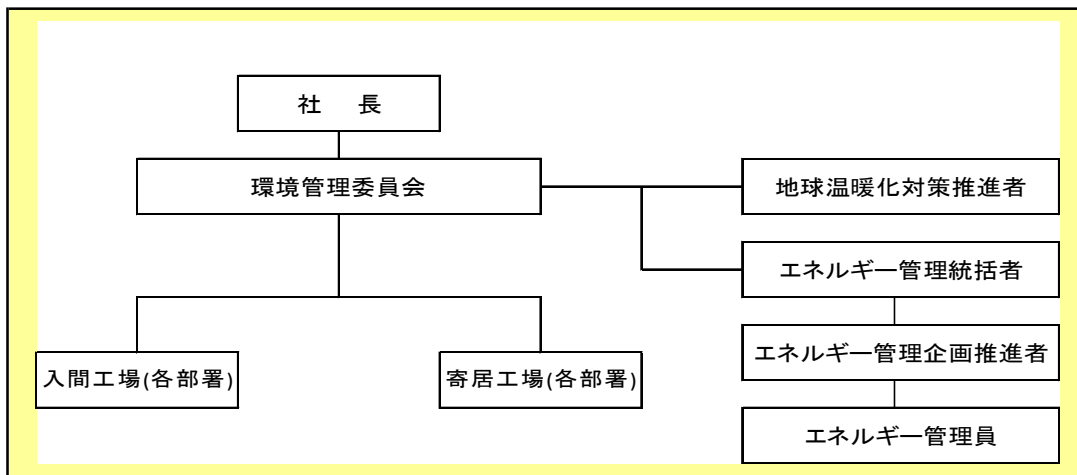 社　長
環境管理委員会
地球温暖化対策推進者
エネルギー管理統括者
エネルギー管理企画推進者
入間工場(各部署)
寄居工場(各部署)
エネルギー管理員